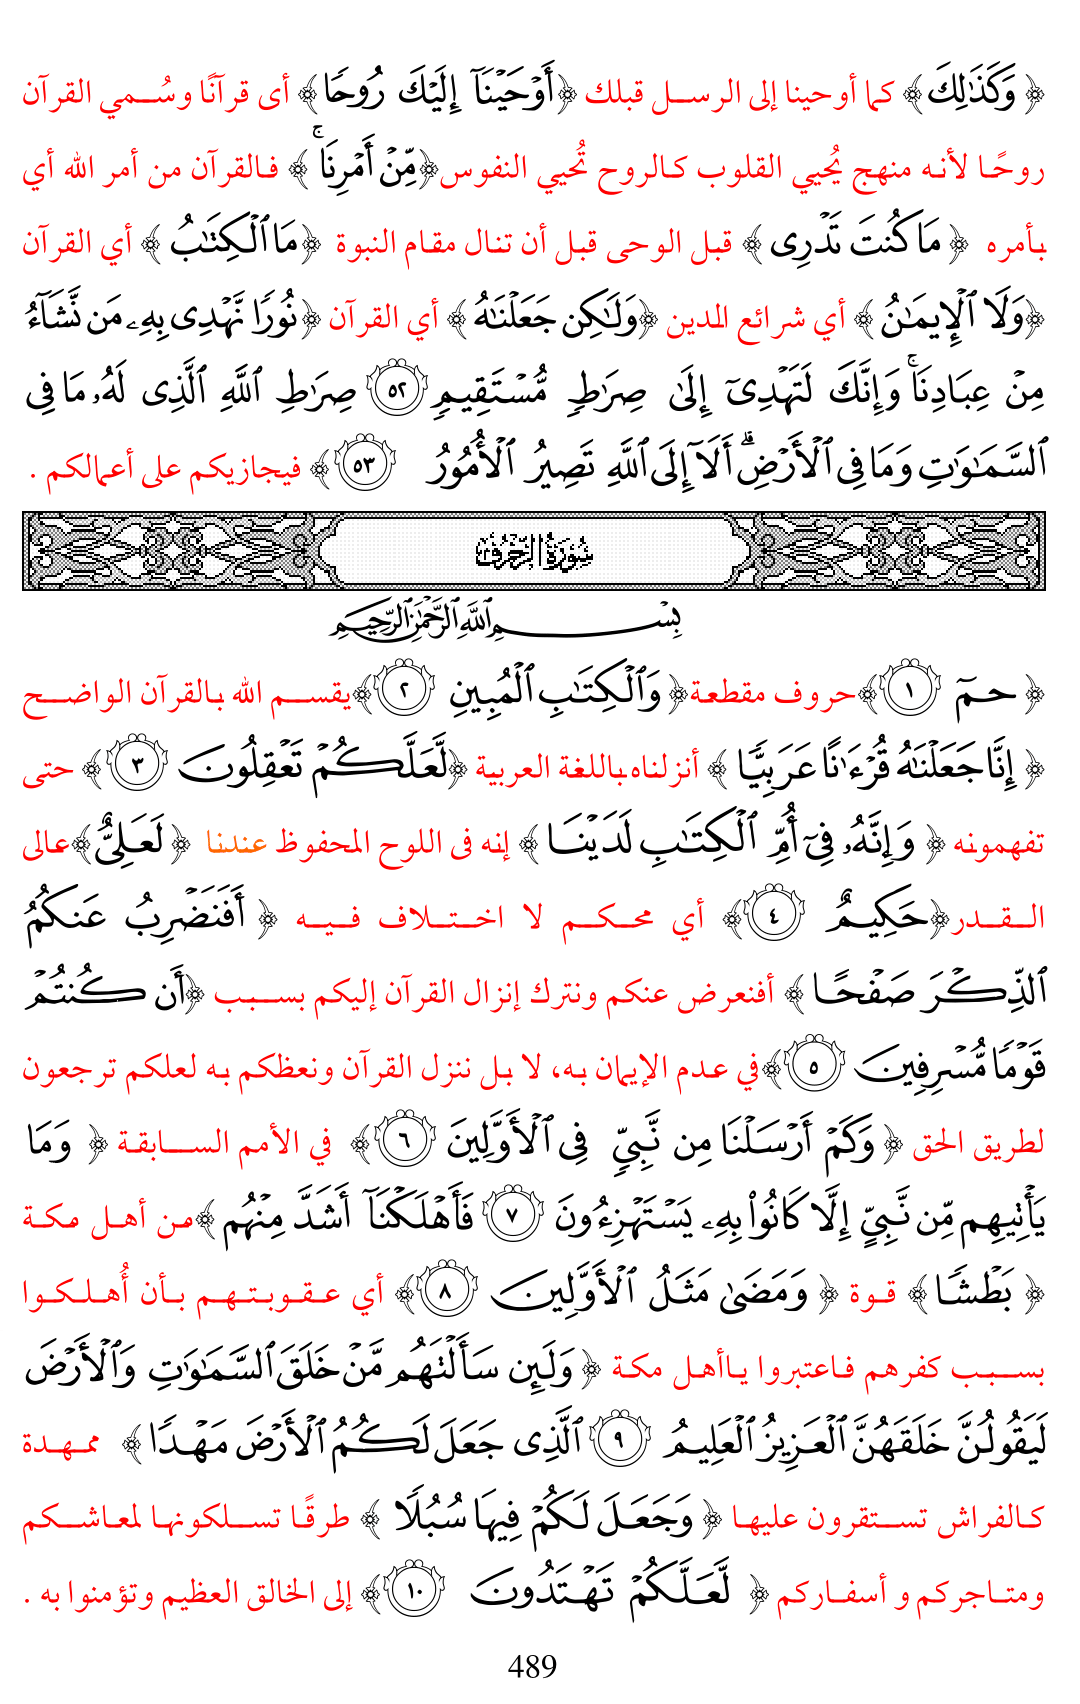 ﴿ وَكَذَٰلِكَ ﴾ كما أوحينا إلى الرسل قبلك ﴿أَوْحَيْنَآ إِلَيْكَ رُوحًا﴾ أى قرآنًا وسُمي القرآن
روحًا لأنه منهج يُحيي القلوب كالروح تُحيي النفوس﴿مِّنْ أَمْرِنَا ۚ ﴾ فالقرآن من أمر الله أي
بأمره ﴿ مَا كُنتَ تَدْرِى ﴾ قبل الوحى قبل أن تنال مقام النبوة ﴿مَا ٱلْكِتَٰبُ ﴾ أي القرآن
﴿وَلَا ٱلْإِيمَٰنُ ﴾ أي شرائع الدين ﴿وَلَٰكِن جَعَلْنَٰهُ ﴾ أي القرآن ﴿نُورًا نَّهْدِى بِهِۦ مَن نَّشَآءُ
مِنْ عِبَادِنَا ۚ وَإِنَّكَ لَتَهْدِىٓ إِلَىٰ صِرَٰطٍ مُّسْتَقِيمٍ ٥٢ صِرَٰطِ ٱللَّهِ ٱلَّذِى لَهُۥ مَا فِى
ٱلسَّمَٰوَٰتِ وَمَا فِى ٱلْأَرْضِ ۗ أَلَآ إِلَى ٱللَّهِ تَصِيرُ ٱلْأُمُورُ ٥٣ ﴾ فيجازيكم على أعمالكم .
سُورَةُ الزُّخْرُفِ
بِسْمِ ٱللَّهِ ٱلرَّحْمَٰنِ ٱلرَّحِيمِ
﴿ حمٓ ١ ﴾حروف مقطعة﴿ وَٱلْكِتَٰبِ ٱلْمُبِينِ ٢ ﴾يقسم الله بالقرآن الواضح
﴿ إِنَّا جَعَلْنَٰهُ قُرْءَٰنًا عَرَبِيًّا ﴾ أنزلناه باللغة العربية ﴿لَّعَلَّكُمْ تَعْقِلُونَ ٣ ﴾ حتى
تفهمونه ﴿ وَإِنَّهُۥ فِىٓ أُمِّ ٱلْكِتَٰبِ لَدَيْنَا ﴾ إنه فى اللوح المحفوظ عندنا ﴿ لَعَلِىٌّ﴾عالى
القدر﴿حَكِيمٌ ٤ ﴾ أي محكم لا اختلاف فيه ﴿ أَفَنَضْرِبُ عَنكُمُ
ٱلذِّكْرَ صَفْحًا ﴾ أفنعرض عنكم ونترك إنزال القرآن إليكم بسبب ﴿أَن كُنتُمْ
قَوْمًا مُّسْرِفِينَ ٥ ﴾في عدم الإيمان به، لا بل ننزل القرآن ونعظكم به لعلكم ترجعون
لطريق الحق ﴿ وَكَمْ أَرْسَلْنَا مِن نَّبِىٍّ فِى ٱلْأَوَّلِينَ ٦ ﴾ في الأمم السابقة ﴿ وَمَا
يَأْتِيهِم مِّن نَّبِىٍّ إِلَّا كَانُوا۟ بِهِۦ يَسْتَهْزِءُونَ ٧ فَأَهْلَكْنَآ أَشَدَّ مِنْهُم ﴾من أهل مكة
﴿ بَطْشًا ﴾ قوة ﴿ وَمَضَىٰ مَثَلُ ٱلْأَوَّلِينَ ٨ ﴾ أي عقوبتهم بأن أُهلكوا
بسبب كفرهم فاعتبروا ياأهل مكة ﴿ وَلَئِن سَأَلْتَهُم مَّنْ خَلَقَ ٱلسَّمَٰوَٰتِ وَٱلْأَرْضَ
لَيَقُولُنَّ خَلَقَهُنَّ ٱلْعَزِيزُ ٱلْعَلِيمُ ٩ ٱلَّذِى جَعَلَ لَكُمُ ٱلْأَرْضَ مَهْدًا ﴾ ممهدة
كالفراش تستقرون عليها ﴿ وَجَعَلَ لَكُمْ فِيهَا سُبُلًا ﴾ طرقًا تسلكونها لمعاشكم
ومتاجركم و أسفاركم ﴿ لَّعَلَّكُمْ تَهْتَدُونَ ١٠ ﴾ إلى الخالق العظيم وتؤمنوا به .
489